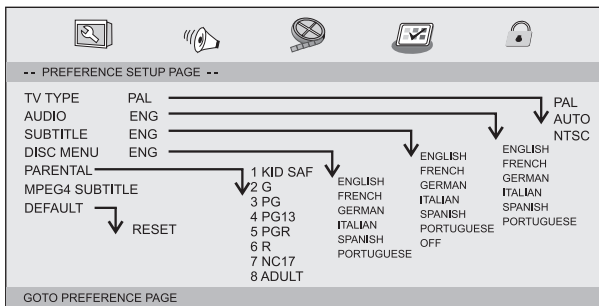 -- PREFERENCE SETUP PAGE --
TV TYPE PAL
AUDIO ENG
SUBTITLE ENG
DISC MENU ENG
PARENTAL
MPEG4 SUBTITLE
DEFAULT
RESET
1 KID SAF
2 G
3 PG
4 PG13
5 PGR
6 R
7 NC17
8 ADULT
ENGLISH
FRENCH
GERMAN
ITALIAN
SPANISH
PORTUGUESE
ENGLISH
FRENCH
GERMAN
ITALIAN
SPANISH
PORTUGUESE
OFF
ENGLISH
FRENCH
GERMAN
ITALIAN
SPANISH
PORTUGUESE
PAL
AUTO
NTSC
GOTO PREFERENCE PAGE